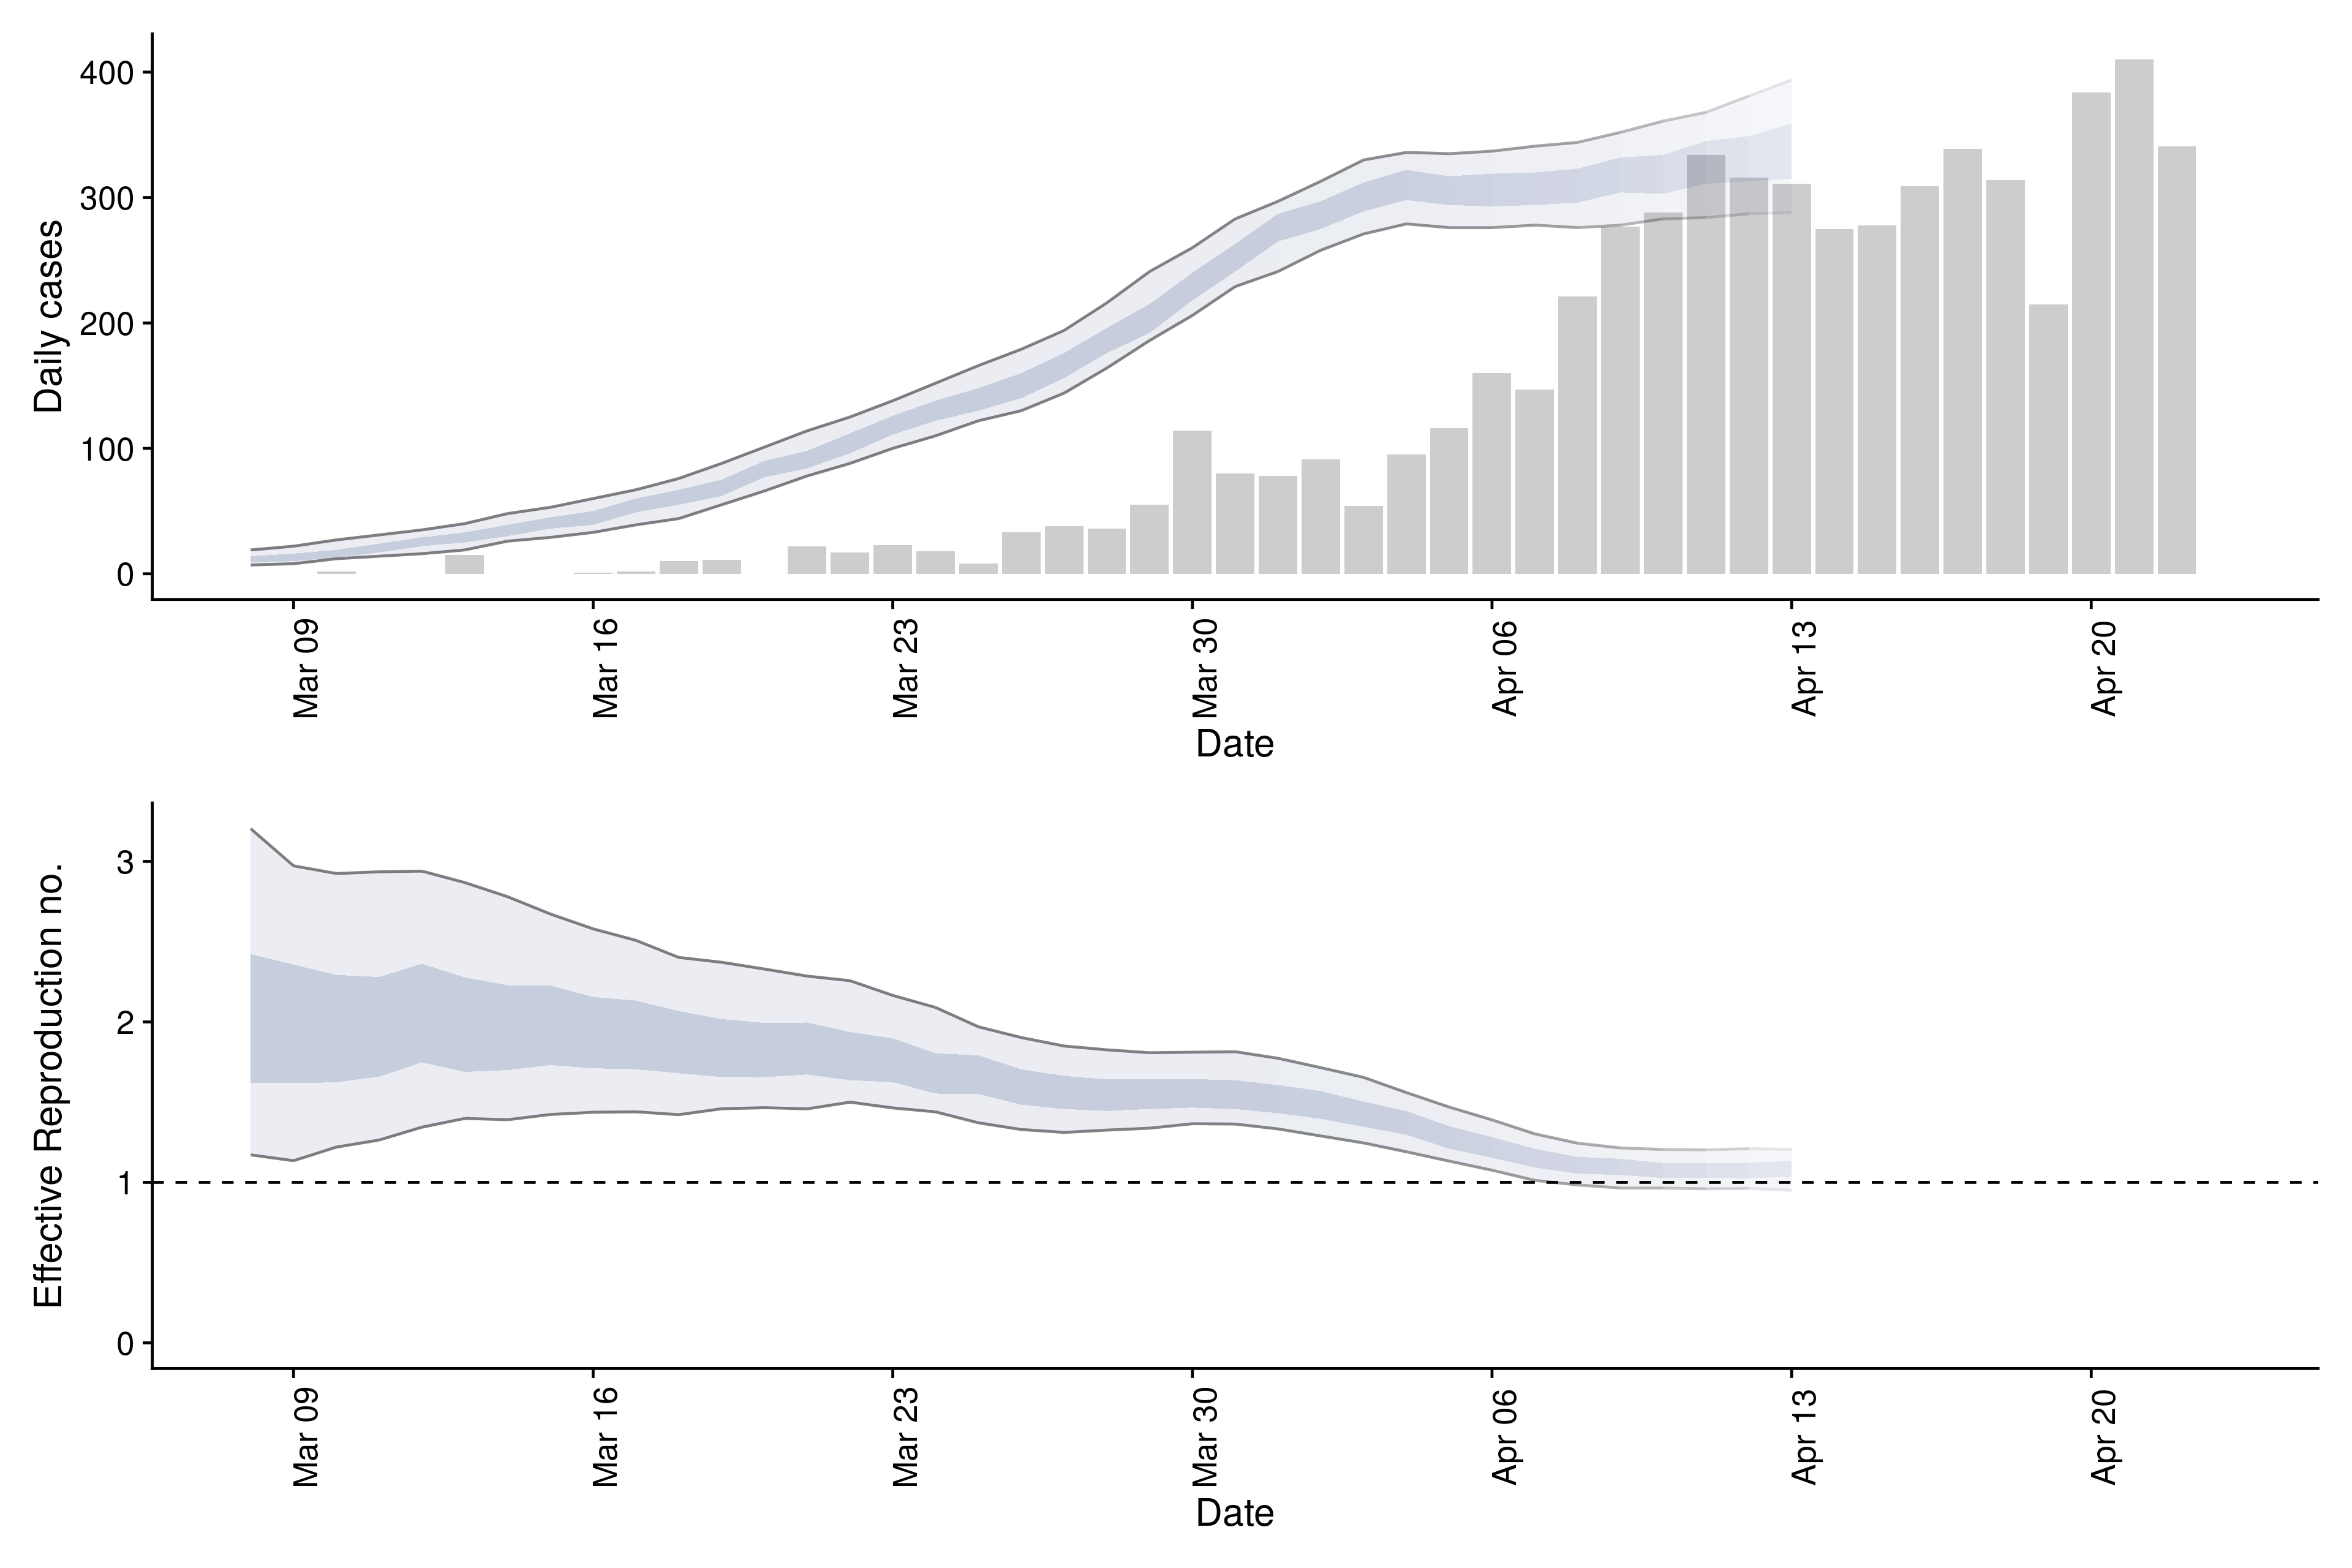 Daily cases
400
300
200
100
0
Mar 09
Mar 16
Mar 23
Mar 30
Apr 06
Apr 13
Apr 20
Date
Effective Reproduction no.
3
2
1
0
Mar 09
Mar 16
Mar 23
Mar 30
Apr 06
Apr 13
Apr 20
Date